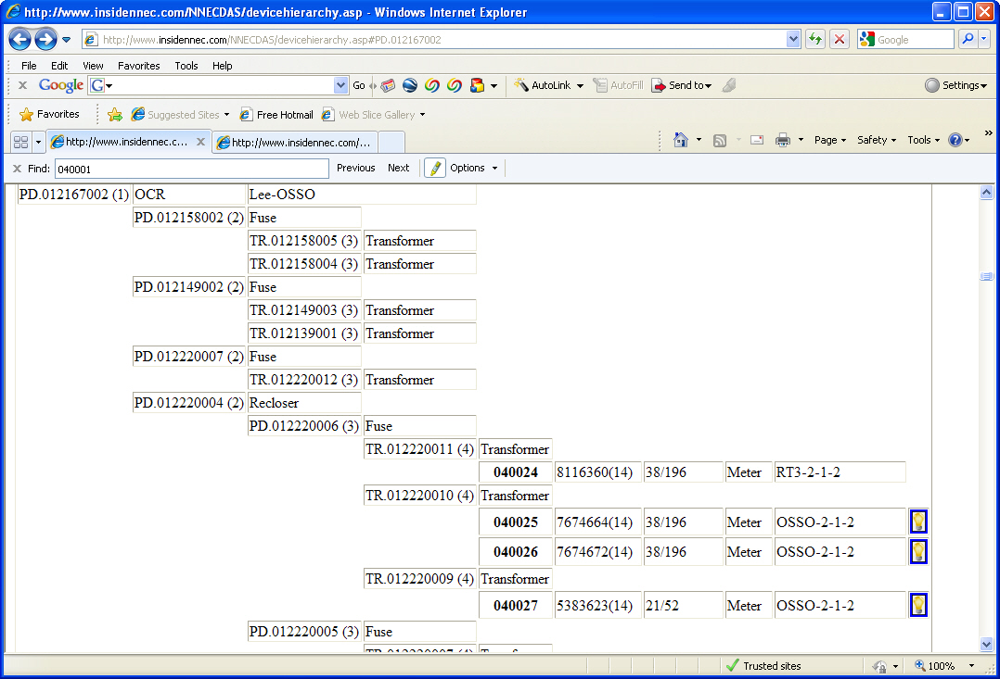 http://www.insidennec.com/NNECDAS/devicehierarchy.asp - Windows Internet Explorer
http://www.insidennec.com/NNECDAS/devicehierarchy.asp#PD.012167002 Google
File Edit View Favorites Tools Help
x Google G Go AutoLink AutoFill Send to Settings
Favorites Suggested Sites Free Hotmail Web Slice Gallery
http://www.insidennec.c... X http://www.insidennec.com/... Page Safety Tools »
X Find: 040001 Previous Next Options
PD.012167002 (1) OCR Lee-OSSO
PD.012158002 (2) Fuse
TR.012158005 (3) Transformer
TR.012158004 (3) Transformer
PD.012149002 (2) Fuse
TR.012149003 (3) Transformer
TR.012139001 (3) Transformer
PD.012220007 (2) Fuse
TR.012220012 (3) Transformer
PD.012220004 (2) Recloser
PD.012220006 (3) Fuse
TR.012220011 (4) Transformer
040024 8116360(14) 38/196 Meter RT3-2-1-2
TR.012220010 (4) Transformer
040025 7674664(14) 38/196 Meter OSSO-2-1-2
040026 7674672(14) 38/196 Meter OSSO-2-1-2
TR.012220009 (4) Transformer
040027 5383623(14) 21/52 Meter OSSO-2-1-2
PD.012220005 (3) Fuse
Trusted sites 100%